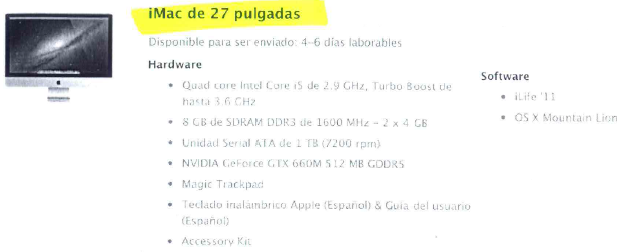 iMac de 27 pulgadas
Disponible para ser enviado: 4-6 días laborables
Hardware
• Quad core Intel Core i5 de 2,9 GHz, Turbo Boost de
hasta 3,6 GHz
• 8 GB de SDRAM DDR3 de 1600 MHz - 2 x 4 GB
• Unidad Serial ATA de 1 TB (7200 rpm)
• NVIDIA GeForce GTX 660M 512 MB GDDR5
• Magic Trackpad
• Teclado inalámbrico Apple (Español) & Guía del usuario
(Español)
• Accessory Kit
Software
• iLife '11
• OS X Mountain Lion